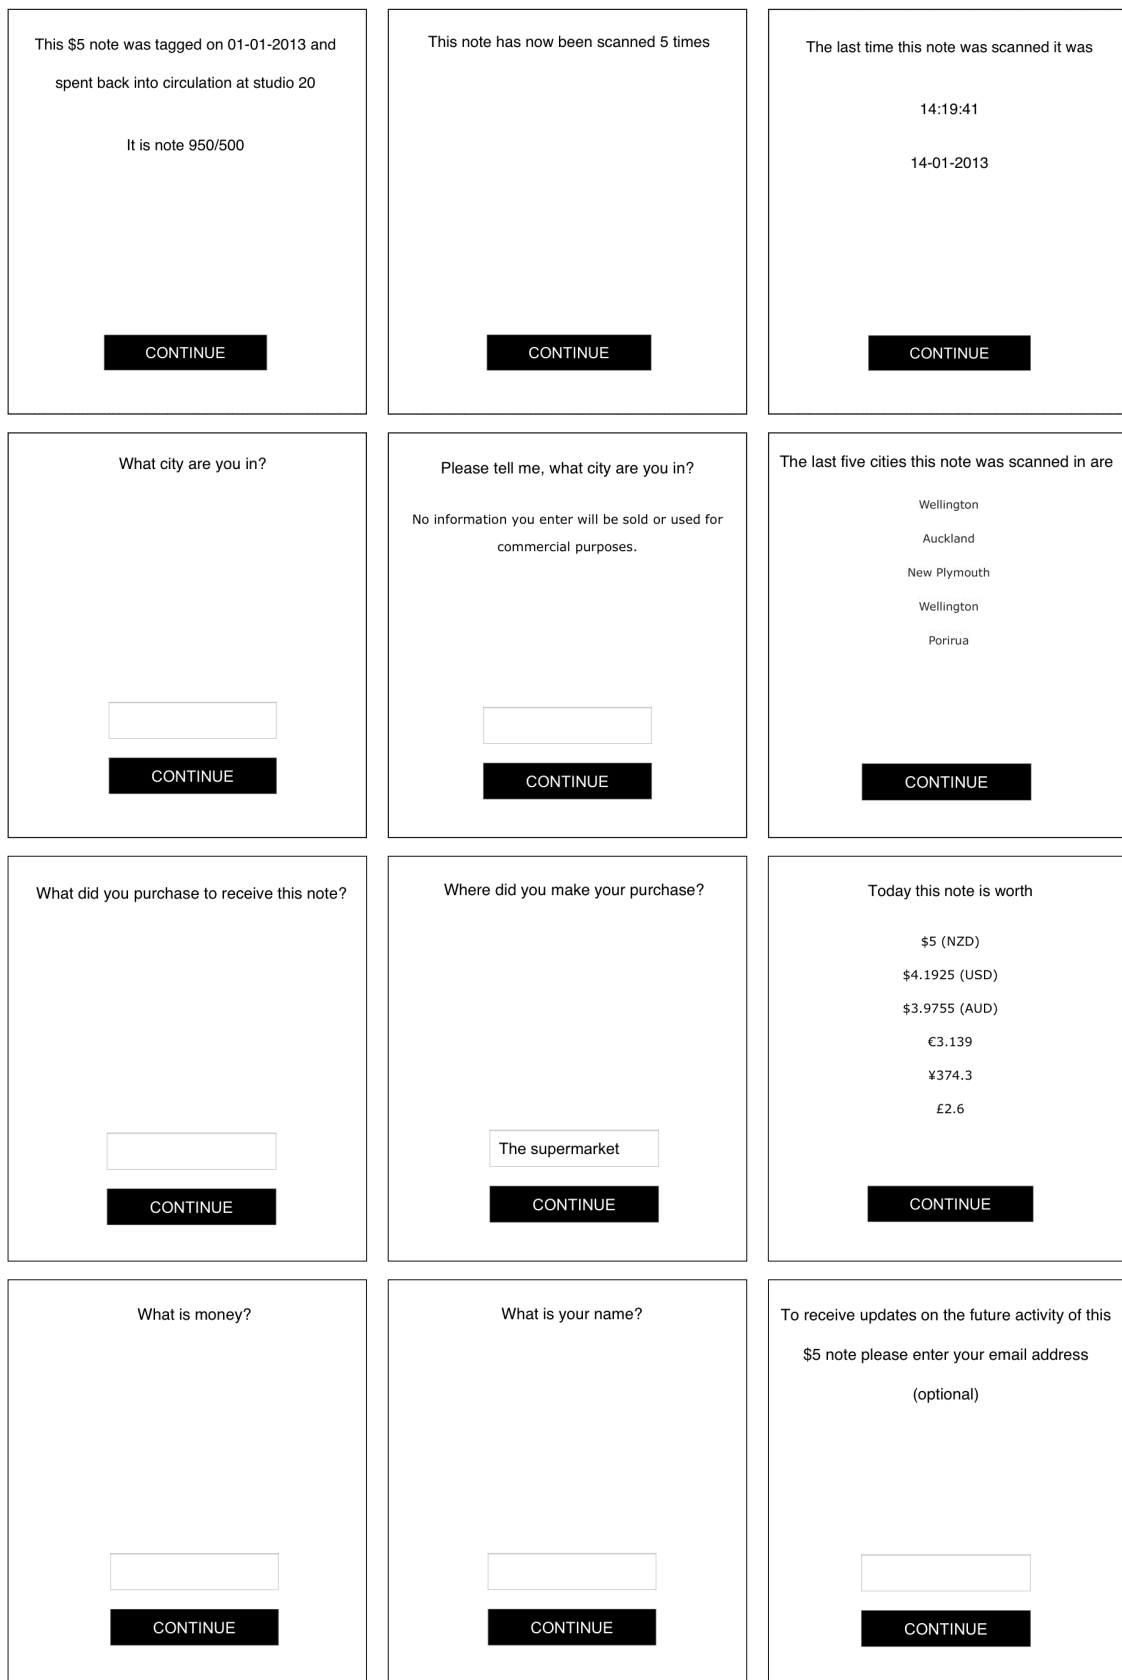 This $5 note was tagged on 01-01-2013 and
spent back into circulation at studio 20
It is note 950/500
CONTINUE
This note has now been scanned 5 times
CONTINUE
The last time this note was scanned it was
14:19:41
14-01-2013
CONTINUE
What city are you in?
CONTINUE
Please tell me, what city are you in?
No information you enter will be sold or used for
commercial purposes.
CONTINUE
The last five cities this note was scanned in are
Wellington
Auckland
New Plymouth
Wellington
Porirua
CONTINUE
What did you purchase to receive this note?
CONTINUE
Where did you make your purchase?
The supermarket
CONTINUE
Today this note is worth
$5 (NZD)
$4.1925 (USD)
$3.9755 (AUD)
€3.139
¥374.3
£2.6
CONTINUE
What is money?
CONTINUE
What is your name?
CONTINUE
To receive updates on the future activity of this
$5 note please enter your email address
(optional)
CONTINUE